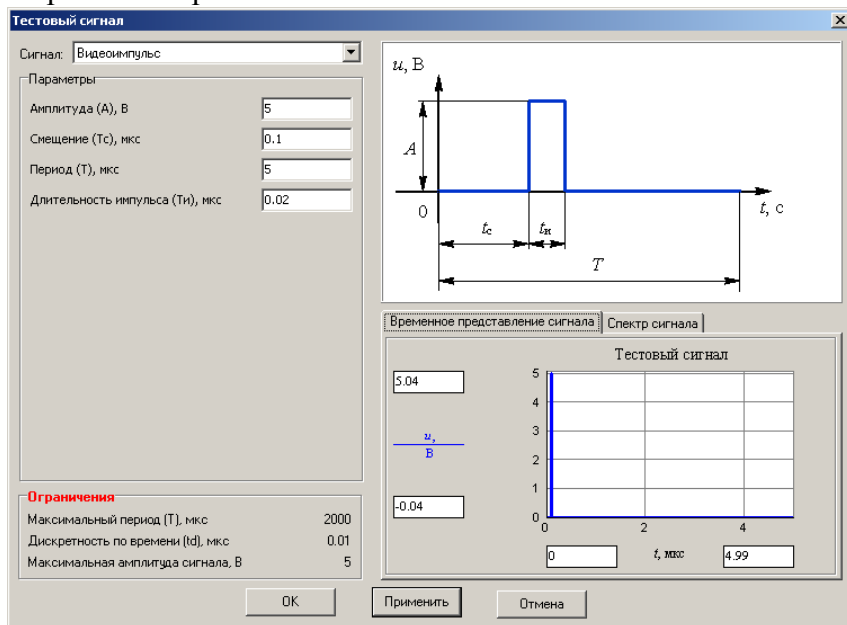 Тестовый сигнал
Сигнал: Видеоимпульс
Параметры
Амплитуда (А), В 5
Смещение (Тс), мкс 0.1
Период (Т), мкс 5
Длительность импульса (Ти), мкс 0.02
Ограничения
Максимальный период (Т), мкс 2000
Дискретность по времени (td), мкс 0.01
Максимальная амплитуда сигнала, В 5
u, В
A
0
t, с
tс
tи
T
Временное представление сигнала
Спектр сигнала
Тестовый сигнал
5.04
u,
В
-0.04
5
4
3
2
1
0
0 2 4
0 t, мкс 4.99
OK Применить Отмена